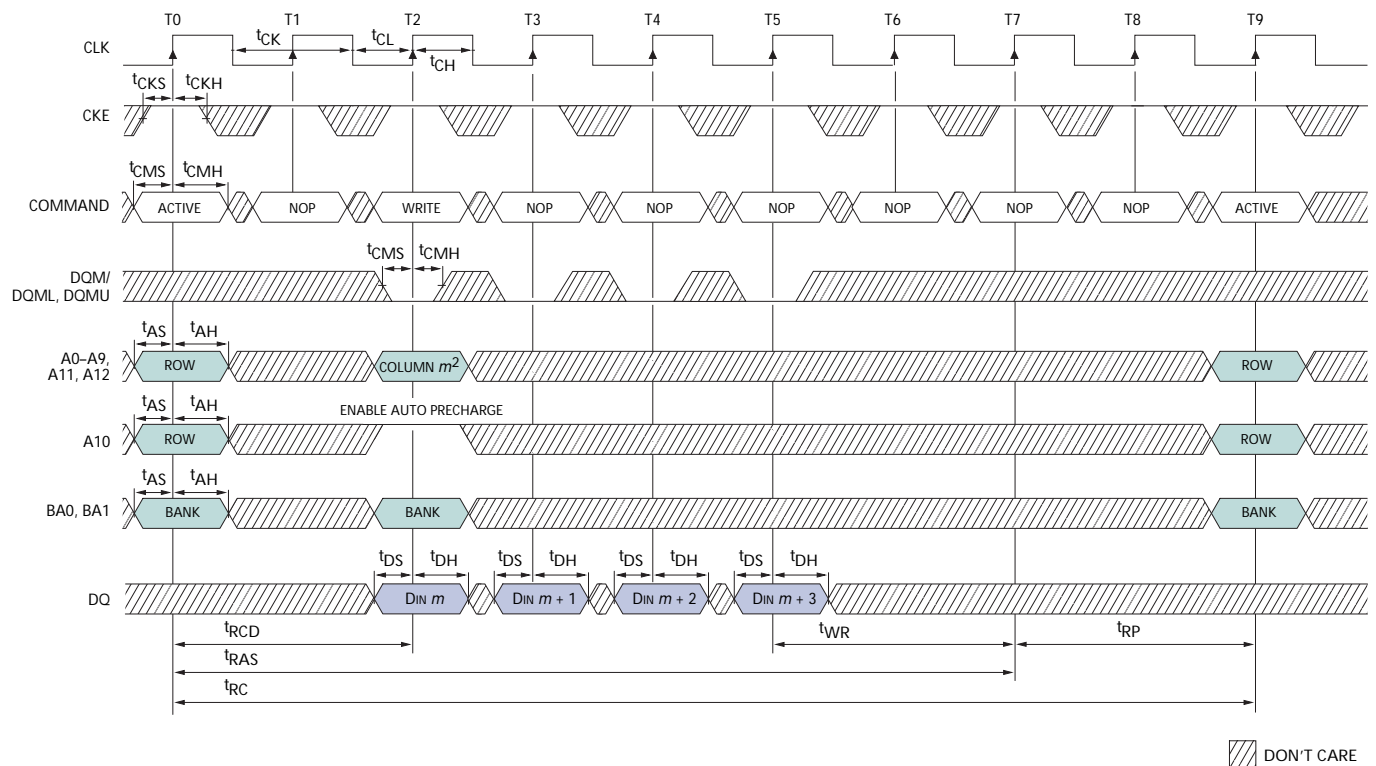 T0 T1 T2 T3 T4 T5 T6 T7 T8 T9
CLK tCK tCL tCH
tCKS tCKH
CKE
tCMS tCMH
COMMAND ACTIVE NOP WRITE NOP NOP NOP NOP NOP NOP ACTIVE
tCMS tCMH
DQM/
DQML, DQMU
tAS tAH
A0–A9,
A11, A12
ROW COLUMN m2 ROW
tAS tAH ENABLE AUTO PRECHARGE
A10 ROW ROW
tAS tAH
BA0, BA1 BANK BANK BANK
tDS tDH tDS tDH tDS tDH tDS tDH
DQ DIN m DIN m + 1 DIN m + 2 DIN m + 3
tRCD tWR tRP
tRAS
tRC
DON'T CARE